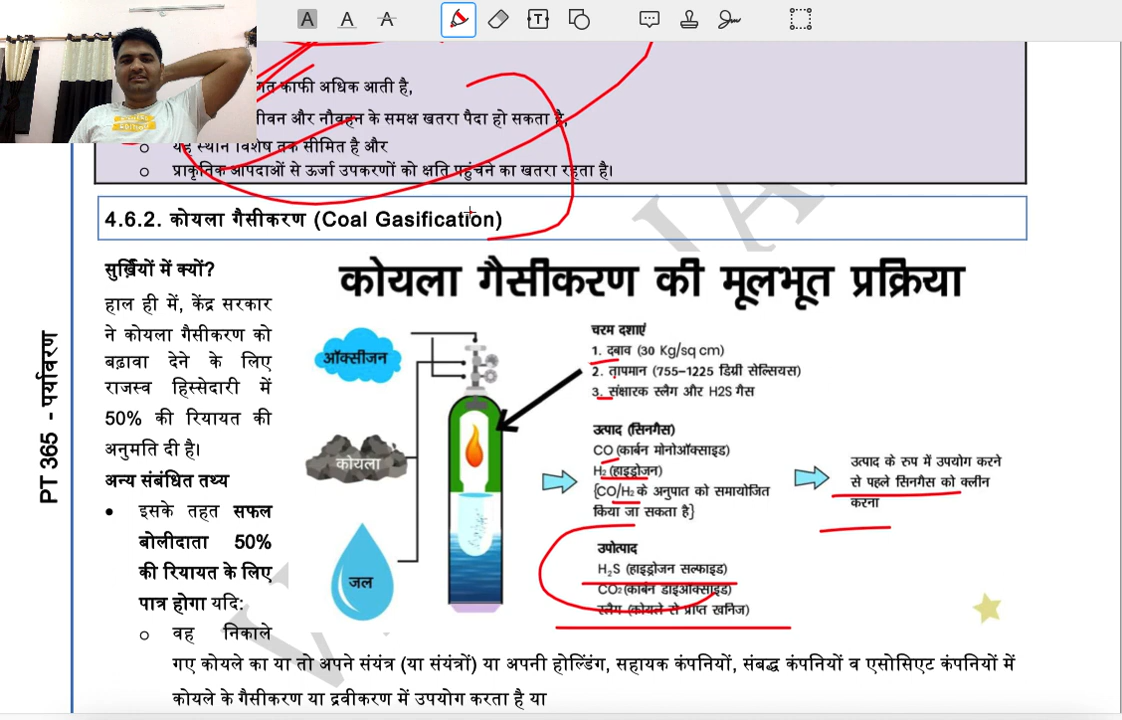 A A A T
गत काफी अधिक आती है,
जीवन और नौवहन के समक्ष खतरा पैदा हो सकता है,
o यह स्थान विशेष तक सीमित है और
o प्राकृतिक आपदाओं से ऊर्जा उपकरणों को क्षति पहुंचने का खतरा रहता है।
4.6.2. कोयला गैसीकरण (Coal Gasification)
सुर्ख़ियों में क्यों?
हाल ही में, केंद्र सरकार
ने कोयला गैसीकरण को
बढ़ावा देने के लिए
राजस्व हिस्सेदारी में
50% की रियायत की
अनुमति दी है।
अन्य संबंधित तथ्य
• इसके तहत सफल
बोलीदाता 50%
की रियायत के लिए
पात्र होगा यदि:
o वह निकाले
गए कोयले का या तो अपने संयंत्र (या संयंत्रों) या अपनी होल्डिंग, सहायक कंपनियों, संबद्ध कंपनियों व एसोसिएट कंपनियों में
कोयले के गैसीकरण या द्रवीकरण में उपयोग करता है या
कोयला गैसीकरण की मूलभूत प्रक्रिया
ऑक्सीजन
कोयला
जल
चरम दशाएं
1. दबाव (30 Kg/sq cm)
2. तापमान (755-1225 डिग्री सेल्सियस)
3. संक्षारक स्लैग और H2S गैस
उत्पाद (सिनगैस)
CO (कार्बन मोनोऑक्साइड)
H₂ (हाइड्रोजन)
{CO/H₂ के अनुपात को समायोजित
किया जा सकता है}
उपोत्पाद
H₂S (हाइड्रोजन सल्फाइड)
CO₂ (कार्बन डाइऑक्साइड)
स्लैग (कोयले से प्राप्त खनिज)
उत्पाद के रुप में उपयोग करने
से पहले सिनगैस को क्लीन
करना
PT 365 - पर्यावरण